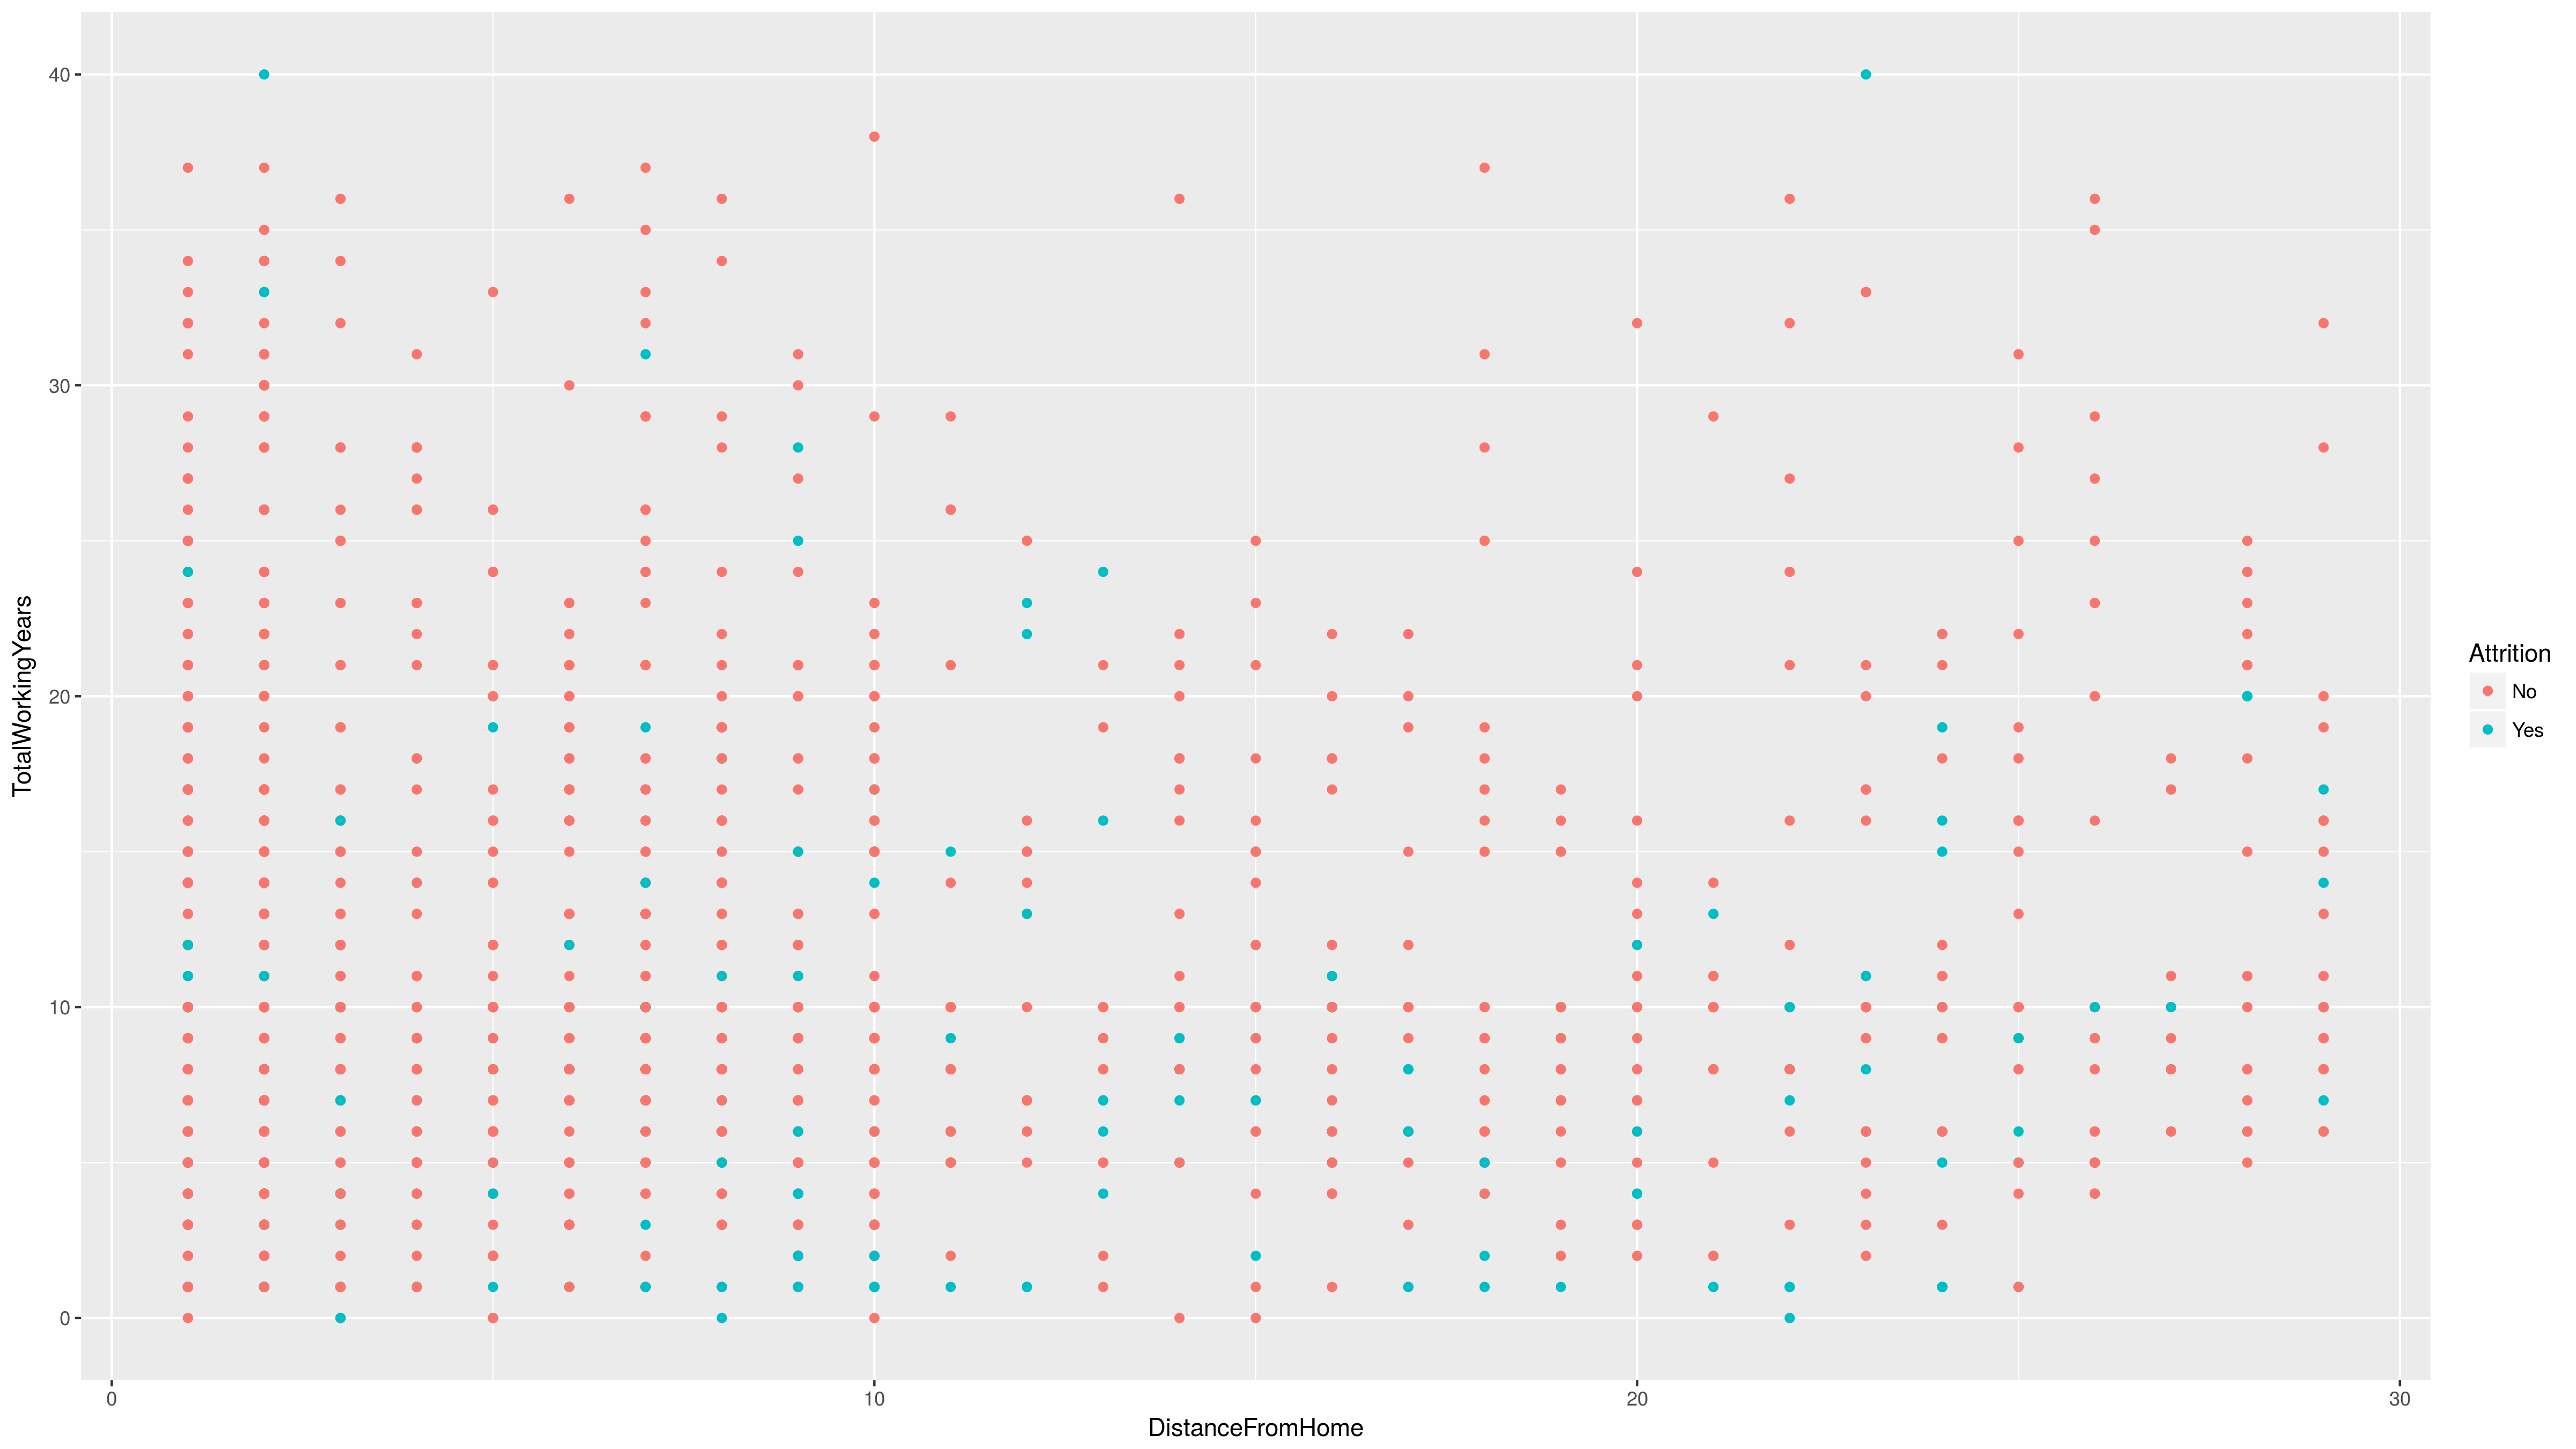 40
30
20
10
0
TotalWorkingYears
0 10 20 30
DistanceFromHome
Attrition
No
Yes